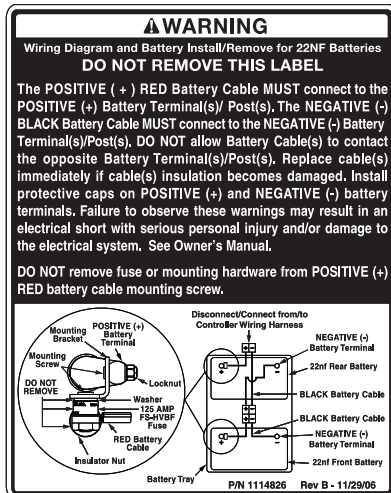 WARNING
Wiring Diagram and Battery Install/Remove for 22NF Batteries
DO NOT REMOVE THIS LABEL
The POSITIVE ( + ) RED Battery Cable MUST connect to the
POSITIVE (+) Battery Terminal(s)/ Post(s). The NEGATIVE (-)
BLACK Battery Cable MUST connect to the NEGATIVE (-) Battery
Terminal(s)/Post(s). DO NOT allow Battery Cable(s) to contact
the opposite Battery Terminal(s)/Post(s). Replace cable(s)
immediately if cable(s) insulation becomes damaged. Install
protective caps on POSITIVE (+) and NEGATIVE (-) battery
terminals. Failure to observe these warnings may result in an
electrical short with serious personal injury and/or damage to
the electrical system. See Owner's Manual.
DO NOT remove fuse or mounting hardware from POSITIVE (+)
RED battery cable mounting screw.
Mounting
Bracket
POSITIVE (+)
Battery
Terminal
Mounting
Screw
DO NOT
REMOVE
Locknut
Washer
125 AMP
FS-HVBF
Fuse
RED Battery
Cable
Insulator Nut
Disconnect/Connect from/to
Controller Wiring Harness
NEGATIVE (-)
Battery Terminal
22nf Rear Battery
BLACK Battery Cable
BLACK Battery Cable
NEGATIVE (-)
Battery Terminal
22nf Front Battery
Battery Tray
P/N 1114826 Rev B - 11/29/06